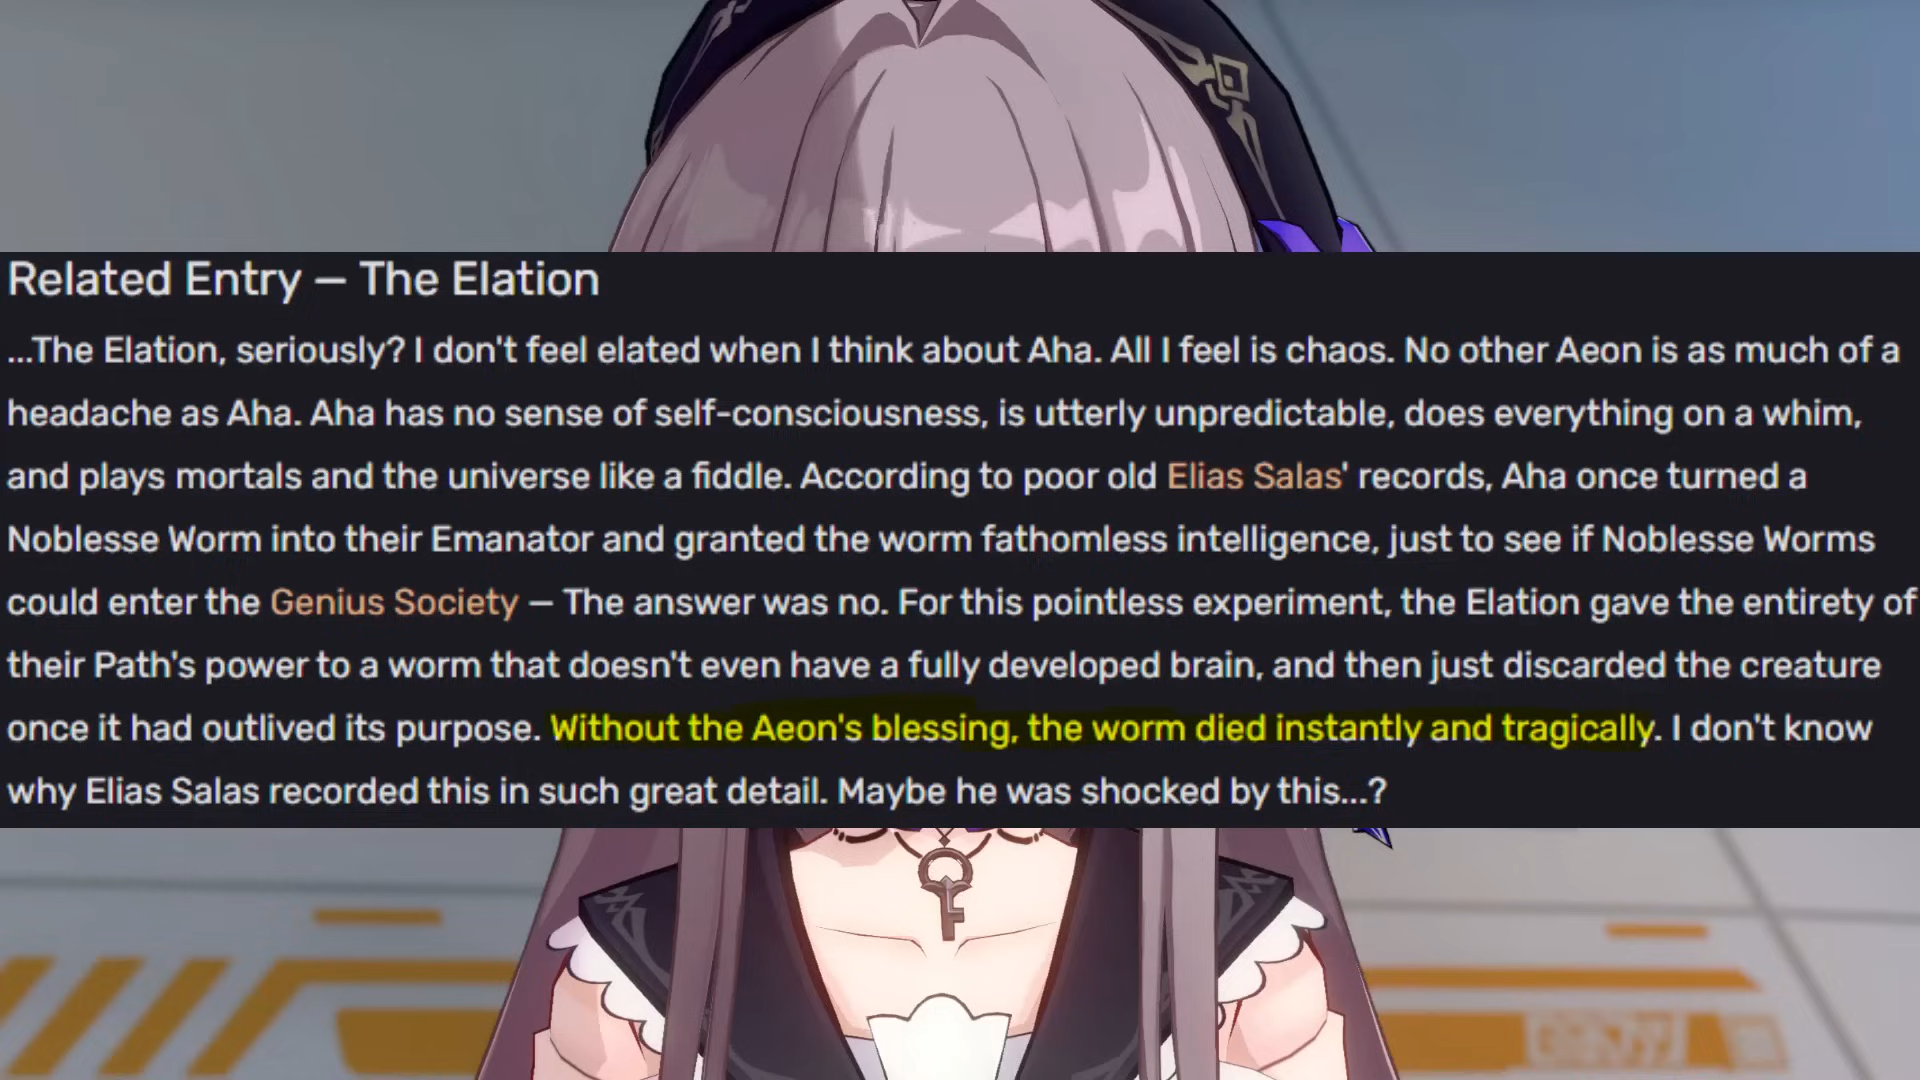 Related Entry — The Elation
...The Elation, seriously? I don't feel elated when I think about Aha. All I feel is chaos. No other Aeon is as much of a
headache as Aha. Aha has no sense of self-consciousness, is utterly unpredictable, does everything on a whim,
and plays mortals and the universe like a fiddle. According to poor old Elias Salas' records, Aha once turned a
Noblesse Worm into their Emanator and granted the worm fathomless intelligence, just to see if Noblesse Worms
could enter the Genius Society — The answer was no. For this pointless experiment, the Elation gave the entirety of
their Path's power to a worm that doesn't even have a fully developed brain, and then just discarded the creature
once it had outlived its purpose. Without the Aeon's blessing, the worm died instantly and tragically. I don't know
why Elias Salas recorded this in such great detail. Maybe he was shocked by this...?